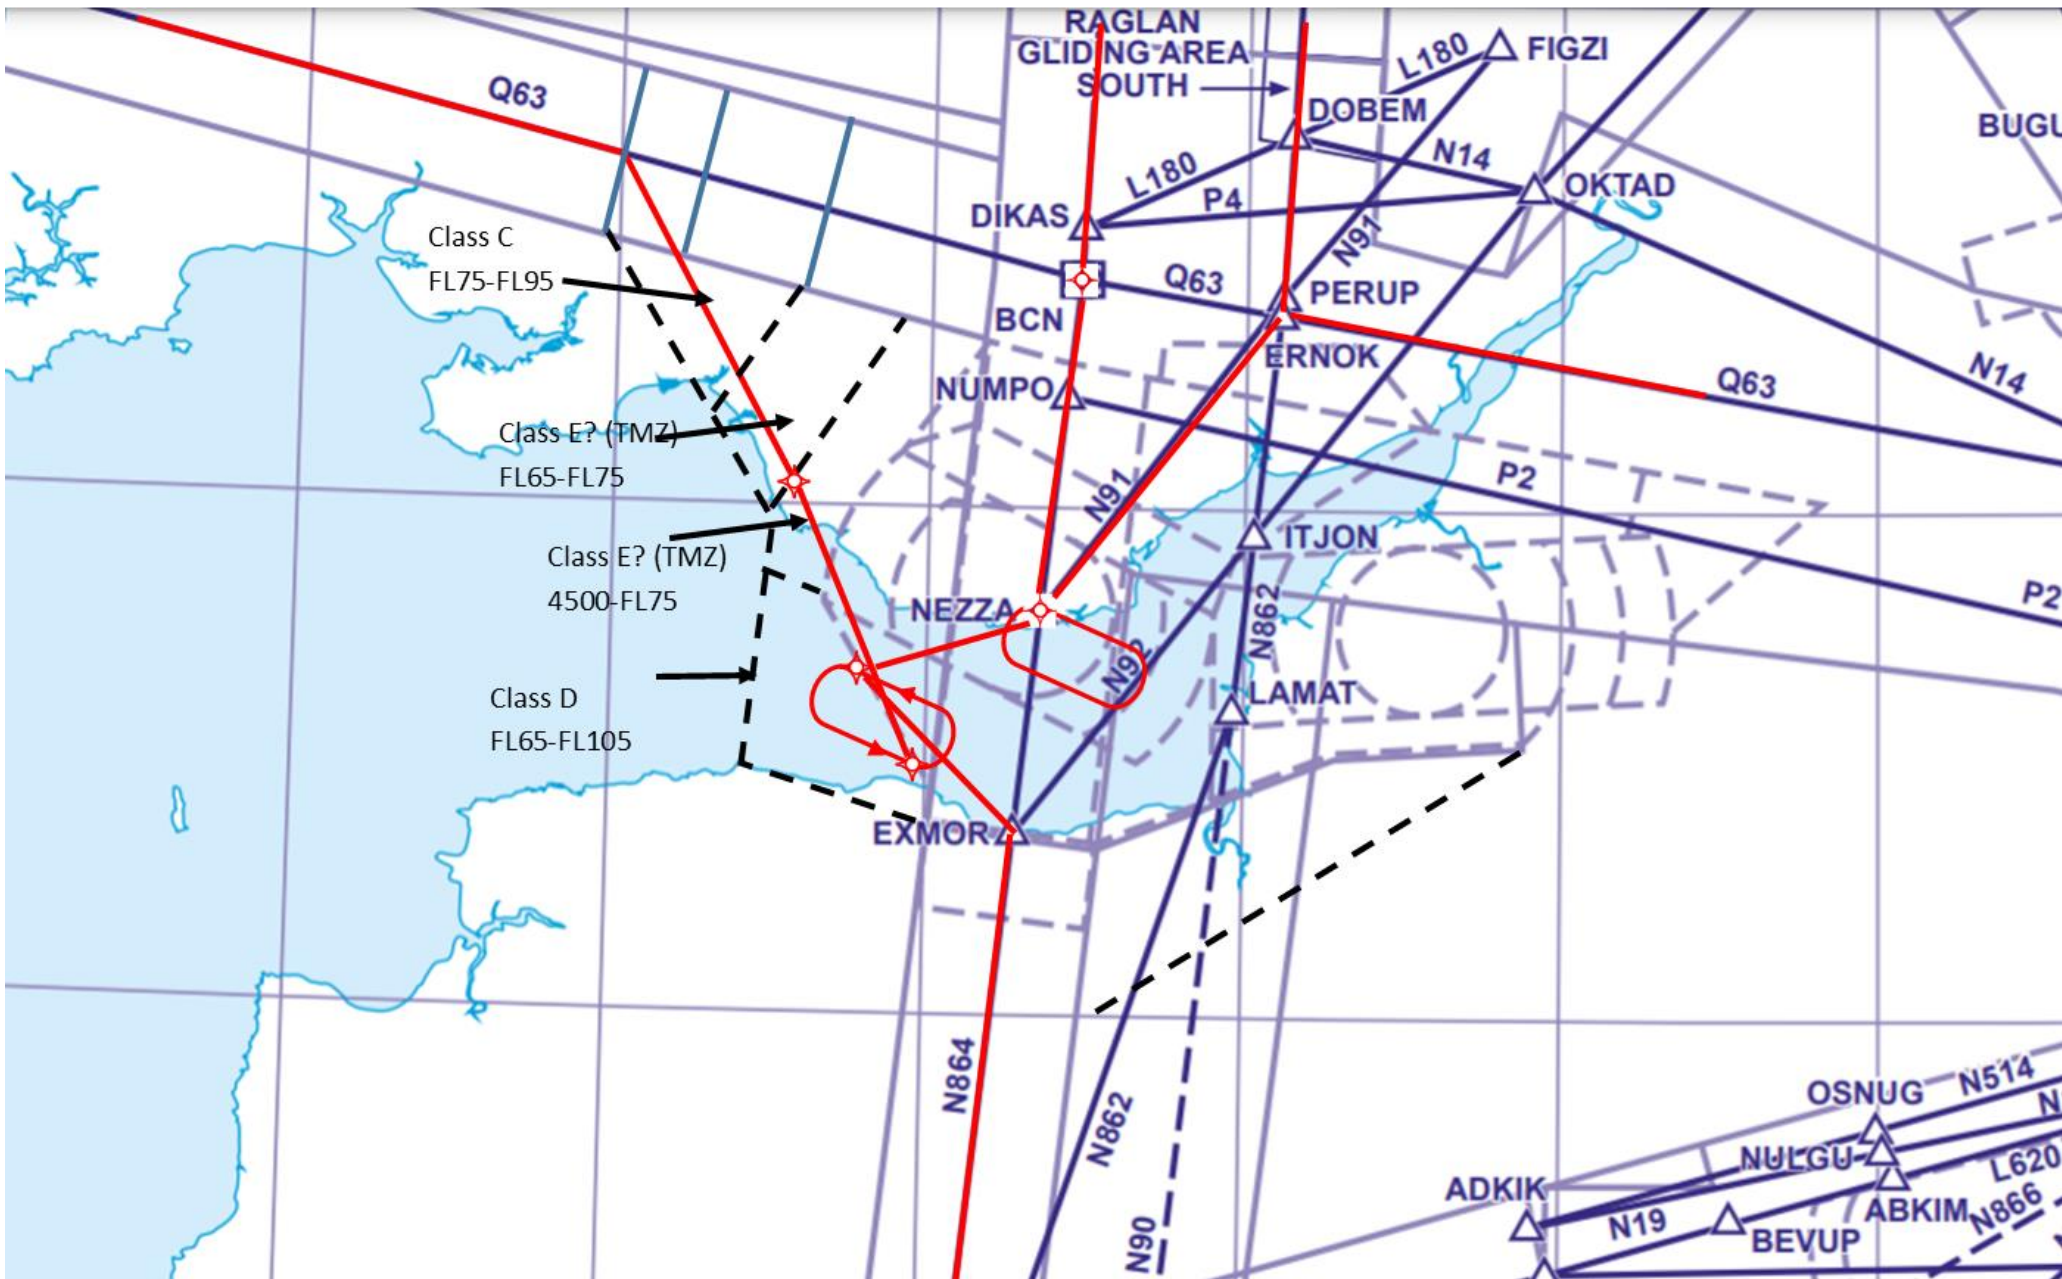 RAGLAN
GLIDING AREA
SOUTH
L180
FIGZI
Q63
DOBEM
BUGU
N14
L180
OKTAD
P4
DIKAS
N91
Class C
FL75-FL95
Q63
PERUP
BCN
ERNOK
N14
Q63
NUMPO
Class E? (TMZ)
FL65-FL75
P2
N91
ITJON
Class E? (TMZ)
4500-FL75
P2
NEZZA
N862
N92
Class D
FL65-FL105
LAMAT
EXMOR
N864
N862
N90
OSNUG
N514
N
NULGU
L620
ADKIK
N19
ABKIM
N866
BEVUP